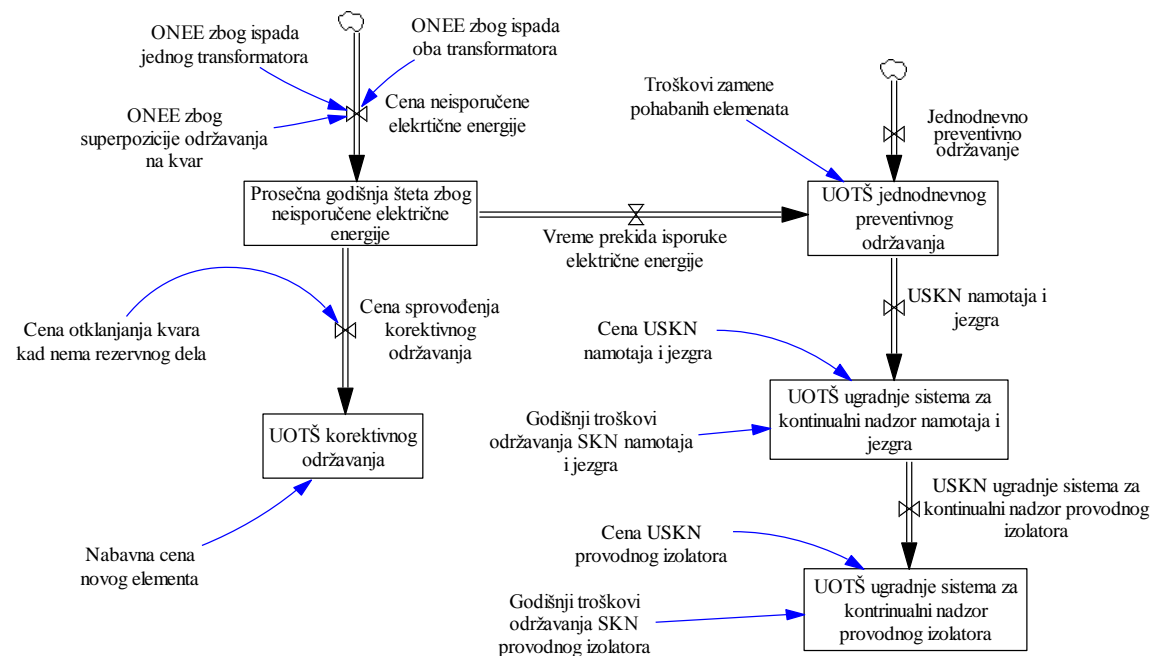 ONEE zbog ispada
jednog transformatora
ONEE zbog ispada
oba transformatora
ONEE zbog
superpozicije održavanja
na kvar
Cena neisporučene
elekrtične energije
Troškovi zamene
pohabanih elemenata
Jednodnevno
preventivno
održavanje
Prosečna godišnja šteta zbog
neisporučene električne
energije
Vreme prekida isporuke
električne energije
UOTŠ jednodnevnog
preventivnog
održavanja
Cena otklanjanja kvara
kad nema rezervnog dela
Cena sprovođenja
korektivnog
održavanja
USKN namotaja i
jezgra
Cena USKN
namotaja i jezgra
UOTŠ korektivnog
održavanja
Godišnji troškovi
održavanja SKN namotaja
i jezgra
UOTŠ ugradnje sistema za
kontinualni nadzor namotaja i
jezgra
Nabavna cena
novog elementa
USKN ugradnje sistema za
kontinualni nadzor provodnog
izolatora
Cena USKN
provodnog izolatora
Godišnji troškovi
održavanja SKN
provodnog izolatora
UOTŠ ugradnje sistema za
kontrinualni nadzor
provodnog izolatora